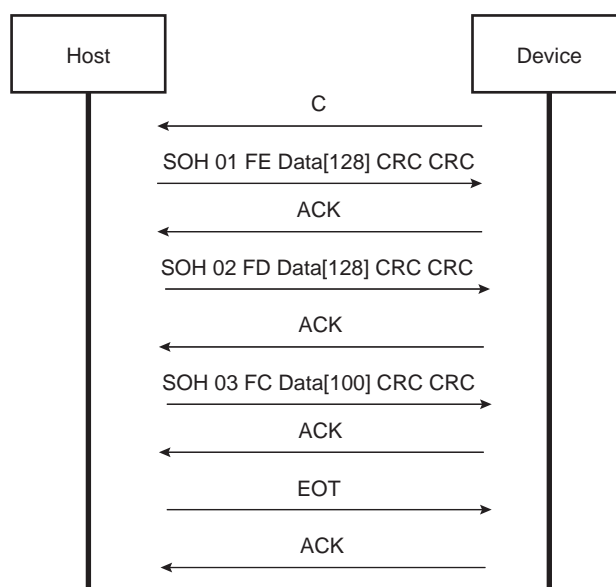 Host
Device
C
SOH 01 FE Data[128] CRC CRC
ACK
SOH 02 FD Data[128] CRC CRC
ACK
SOH 03 FC Data[100] CRC CRC
ACK
EOT
ACK